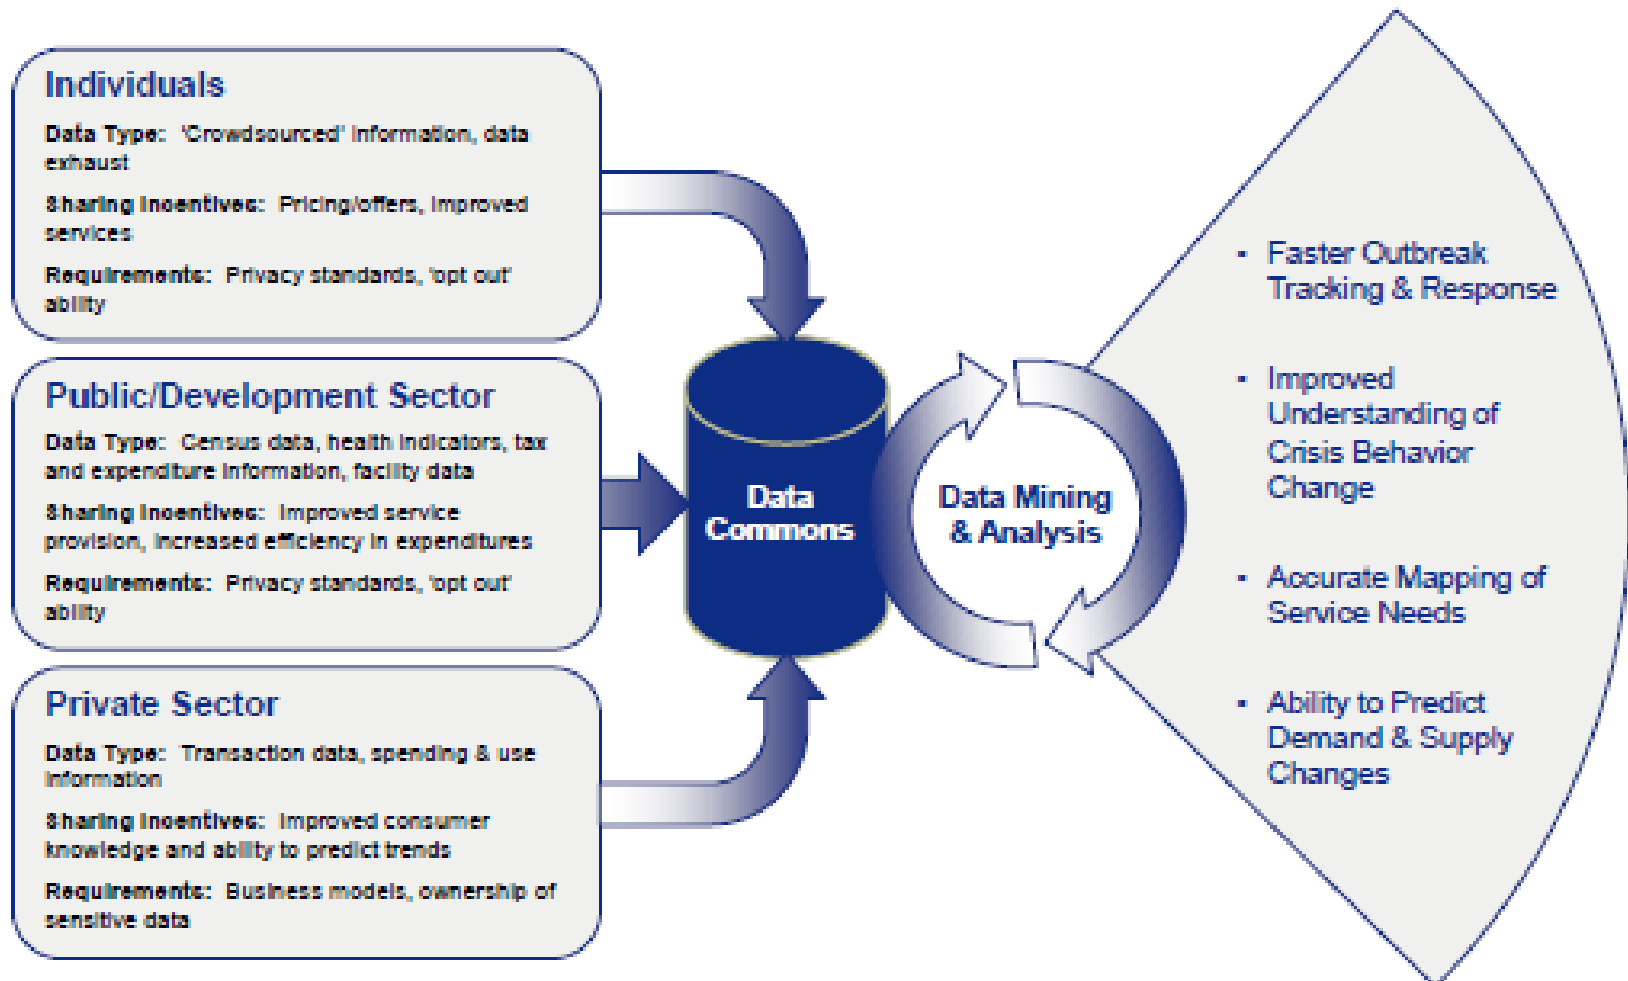 Individuals
Data Type: 'Crowdsourced' information, data
exhaust
Sharing Incentives: Pricing/offers, improved
services
Requirements: Privacy standards, 'opt out'
ability
Public/Development Sector
Data Type: Census data, health indicators, tax
and expenditure information, facility data
Sharing Incentives: Improved service
provision, increased efficiency in expenditures
Requirements: Privacy standards, 'opt out'
ability
Private Sector
Data Type: Transaction data, spending & use
information
Sharing Incentives: Improved consumer
knowledge and ability to predict trends
Requirements: Business models, ownership of
sensitive data
Data
Commons
Data Mining
& Analysis
▪ Faster Outbreak
Tracking & Response
▪ Improved
Understanding of
Crisis Behavior
Change
▪ Accurate Mapping of
Service Needs
▪ Ability to Predict
Demand & Supply
Changes